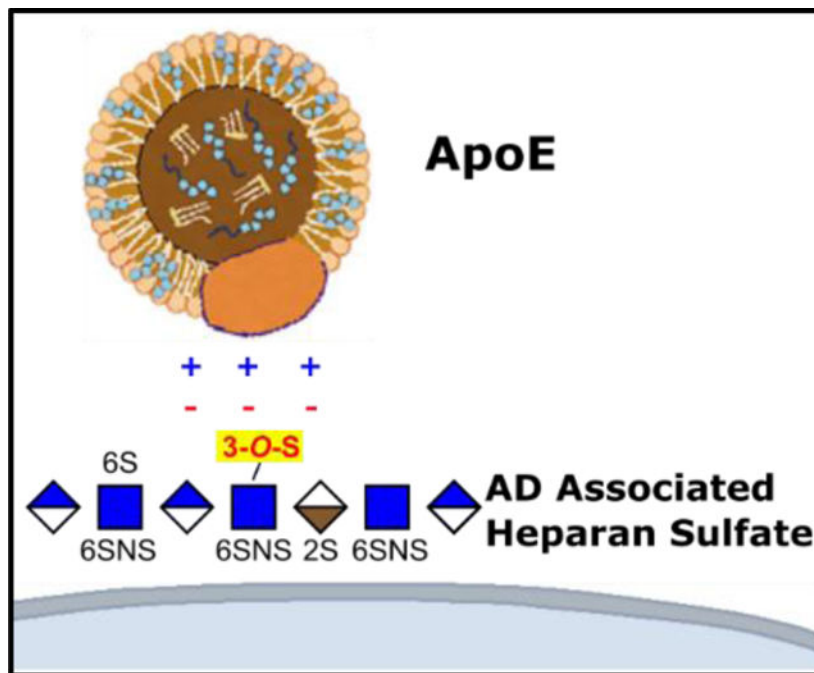 ApoE
+ + +
- - -
3-O-S
6S
6SNS 6SNS 2S 6SNS
AD Associated
Heparan Sulfate